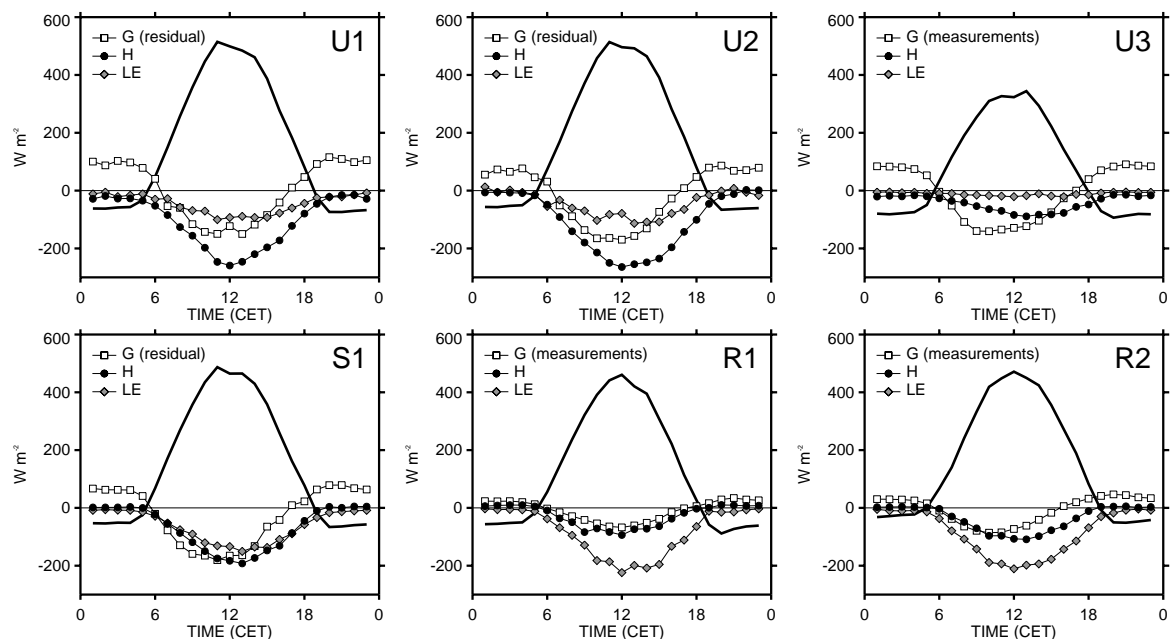 600
400
200
0
-200
W m-2
G (residual)
H
LE
U1
0 6 12 18 0
TIME (CET)
600
400
200
0
-200
W m-2
G (residual)
H
LE
U2
0 6 12 18 0
TIME (CET)
600
400
200
0
-200
W m-2
G (measurements)
H
LE
U3
0 6 12 18 0
TIME (CET)
600
400
200
0
-200
W m-2
G (residual)
H
LE
S1
0 6 12 18 0
TIME (CET)
600
400
200
0
-200
W m-2
G (measurements)
H
LE
R1
0 6 12 18 0
TIME (CET)
600
400
200
0
-200
W m-2
G (measurements)
H
LE
R2
0 6 12 18 0
TIME (CET)